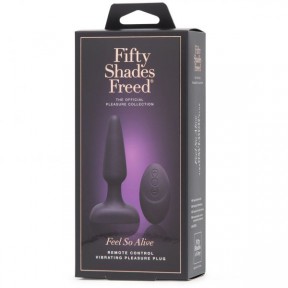 Fifty
Shades
Freed®
THE OFFICIAL
PLEASURE COLLECTION
Feel So Alive
REMOTE CONTROL
VIBRATING PLEASURE PLUG